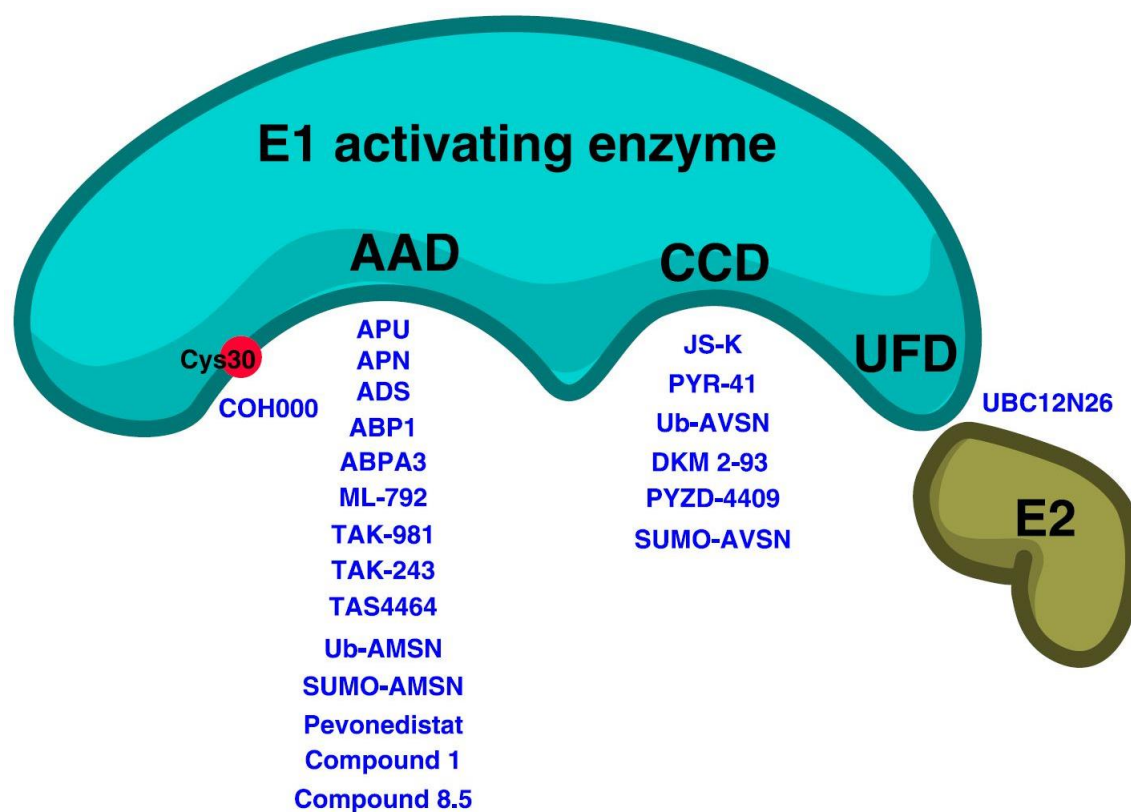 E1 activating enzyme
AAD
CCD
UFD
Cys30
COH000
APU
APN
ADS
ABP1
ABPA3
ML-792
TAK-981
TAK-243
TAS4464
Ub-AMSN
SUMO-AMSN
Pevonedistat
Compound 1
Compound 8.5
JS-K
PYR-41
Ub-AVSN
DKM 2-93
PYZD-4409
SUMO-AVSN
UBC12N26
E2